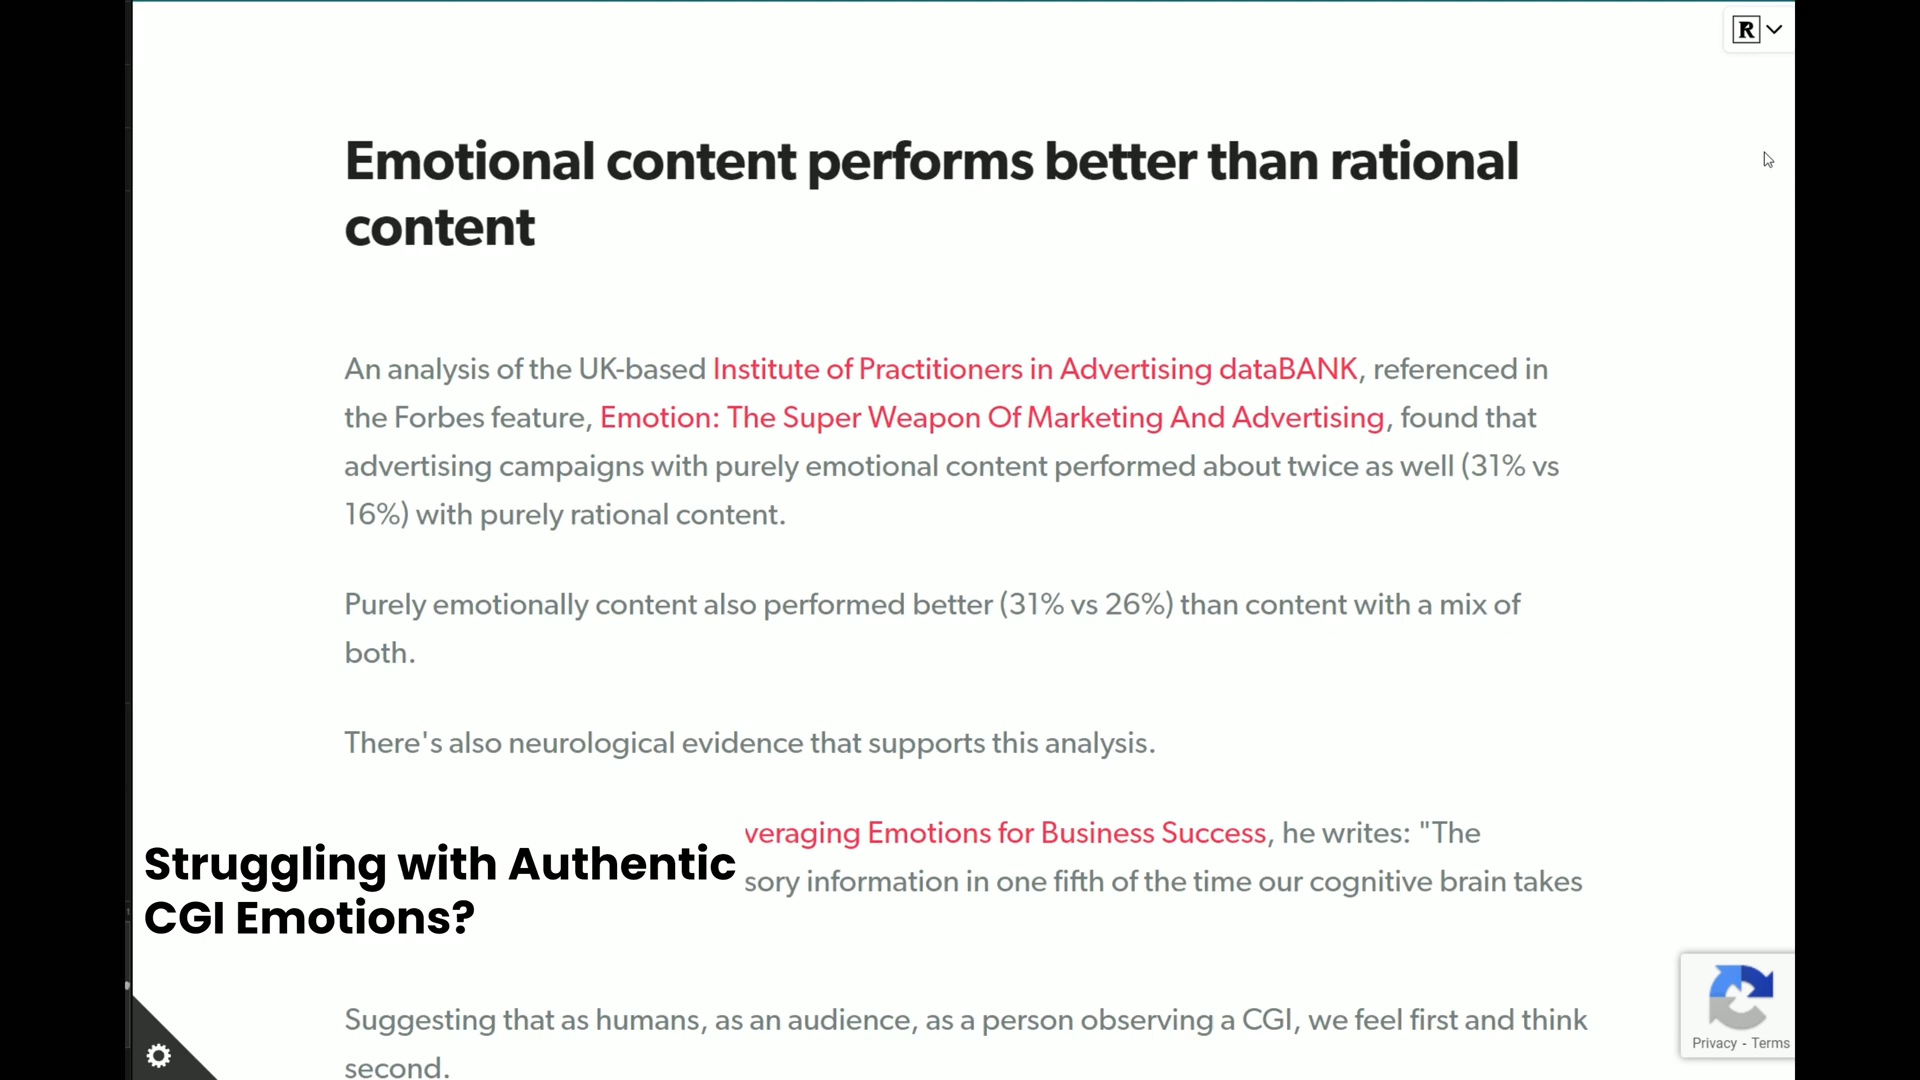 R
Emotional content performs better than rational
content
An analysis of the UK-based Institute of Practitioners in Advertising dataBANK, referenced in
the Forbes feature, Emotion: The Super Weapon Of Marketing And Advertising, found that
advertising campaigns with purely emotional content performed about twice as well (31% vs
16%) with purely rational content.
Purely emotionally content also performed better (31% vs 26%) than content with a mix of
both.
There's also neurological evidence that supports this analysis.
veraging Emotions for Business Success, he writes: "The
sory information in one fifth of the time our cognitive brain takes
Struggling with Authentic
CGI Emotions?
Suggesting that as humans, as an audience, as a person observing a CGI, we feel first and think
second.
Privacy - Terms